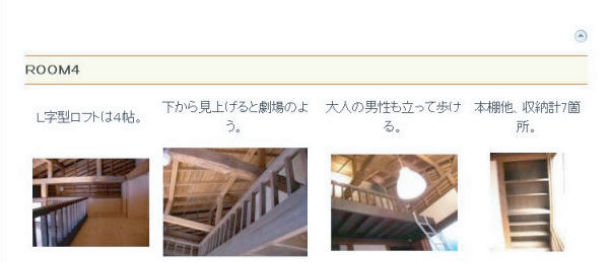 ROOM4
L字型ロフトは4帖。
下から見上げると劇場のよ
う。
大人の男性も立って歩け
る。
本棚他、収納計7箇
所。